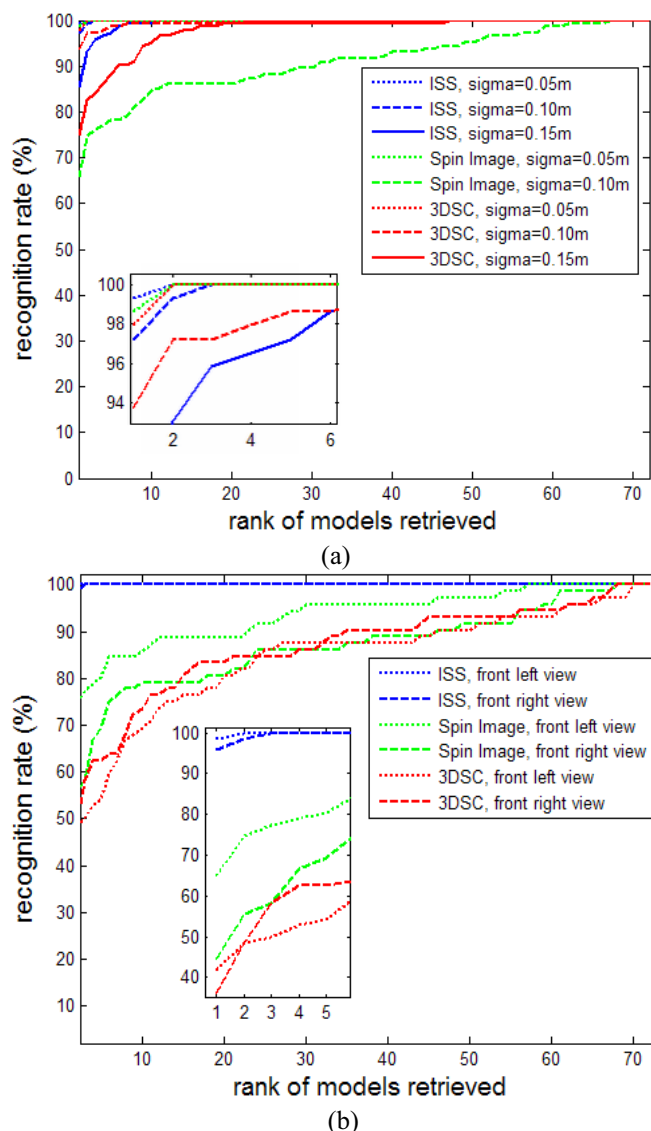 100
90
80
70
60
50
40
30
20
10
0
recognition rate (%)
ISS, sigma=0.05m
ISS, sigma=0.10m
ISS, sigma=0.15m
Spin Image, sigma=0.05m
Spin Image, sigma=0.10m
3DSC, sigma=0.05m
3DSC, sigma=0.10m
3DSC, sigma=0.15m
100
98
96
94
2 4 6
10 20 30 40 50 60 70
rank of models retrieved
(a)
100
90
80
70
60
50
40
30
20
10
recognition rate (%)
ISS, front left view
ISS, front right view
Spin Image, front left view
Spin Image, front right view
3DSC, front left view
3DSC, front right view
100
90
80
70
60
50
40
1 2 3 4 5
10 20 30 40 50 60 70
rank of models retrieved
(b)